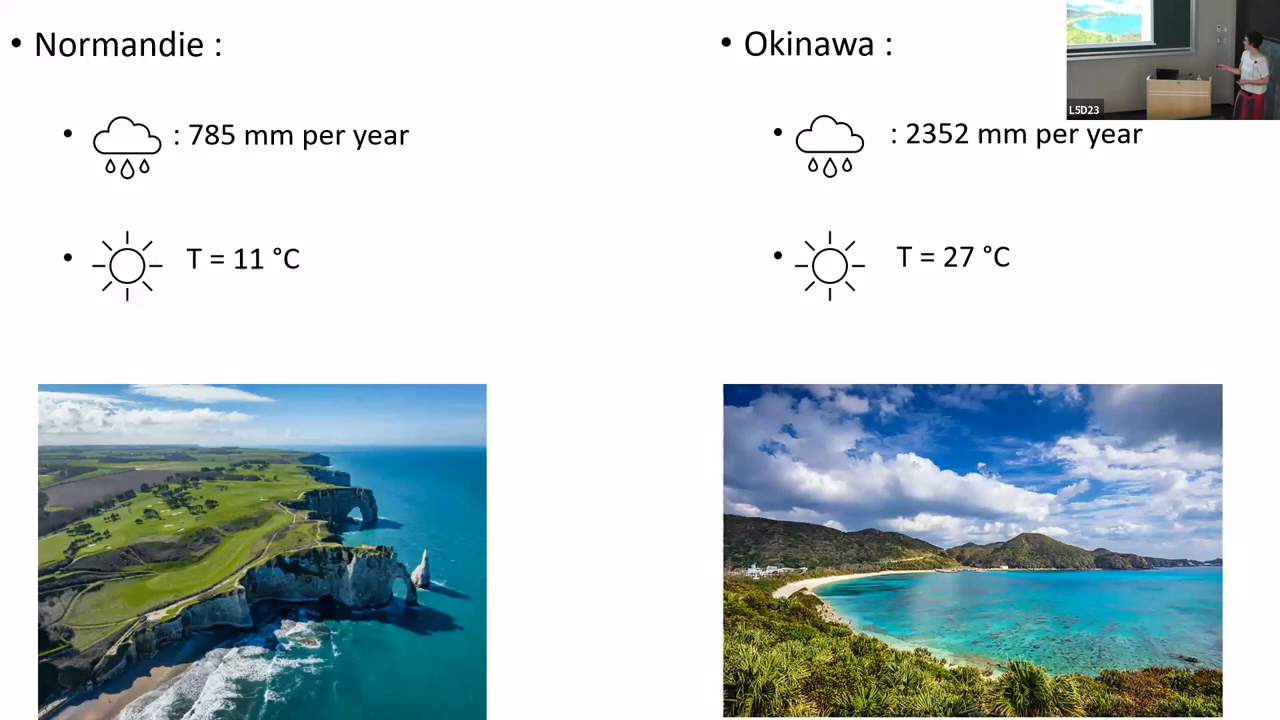 • Normandie :
• : 785 mm per year
• T = 11 °C
• Okinawa :
• : 2352 mm per year
• T = 27 °C
L5D23